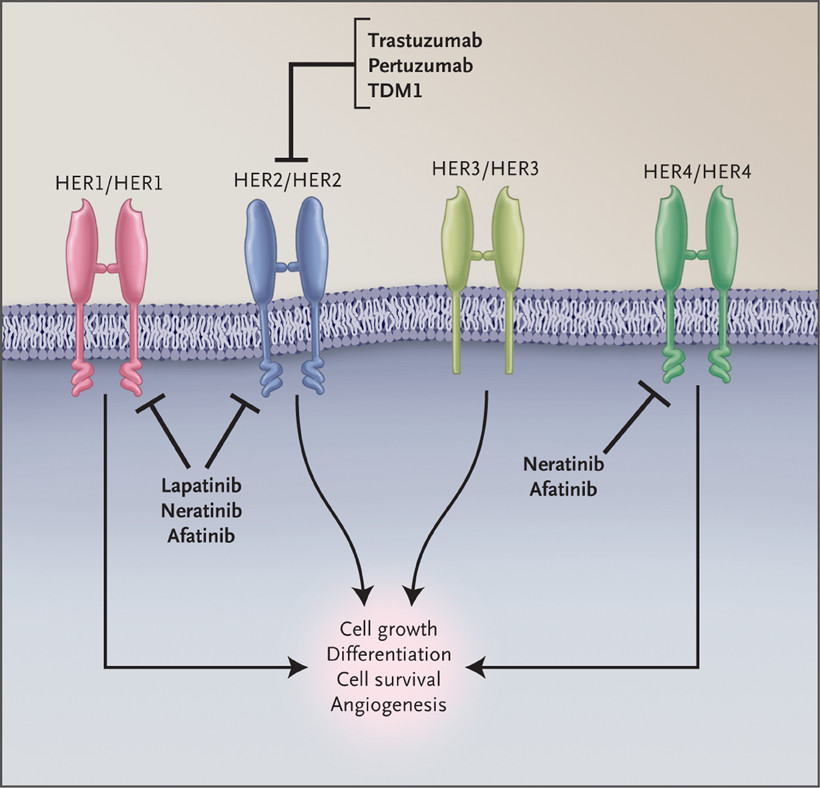 Trastuzumab
Pertuzumab
TDM1
HER1/HER1
HER2/HER2
HER3/HER3
HER4/HER4
Lapatinib
Neratinib
Afatinib
Neratinib
Afatinib
Cell growth
Differentiation
Cell survival
Angiogenesis